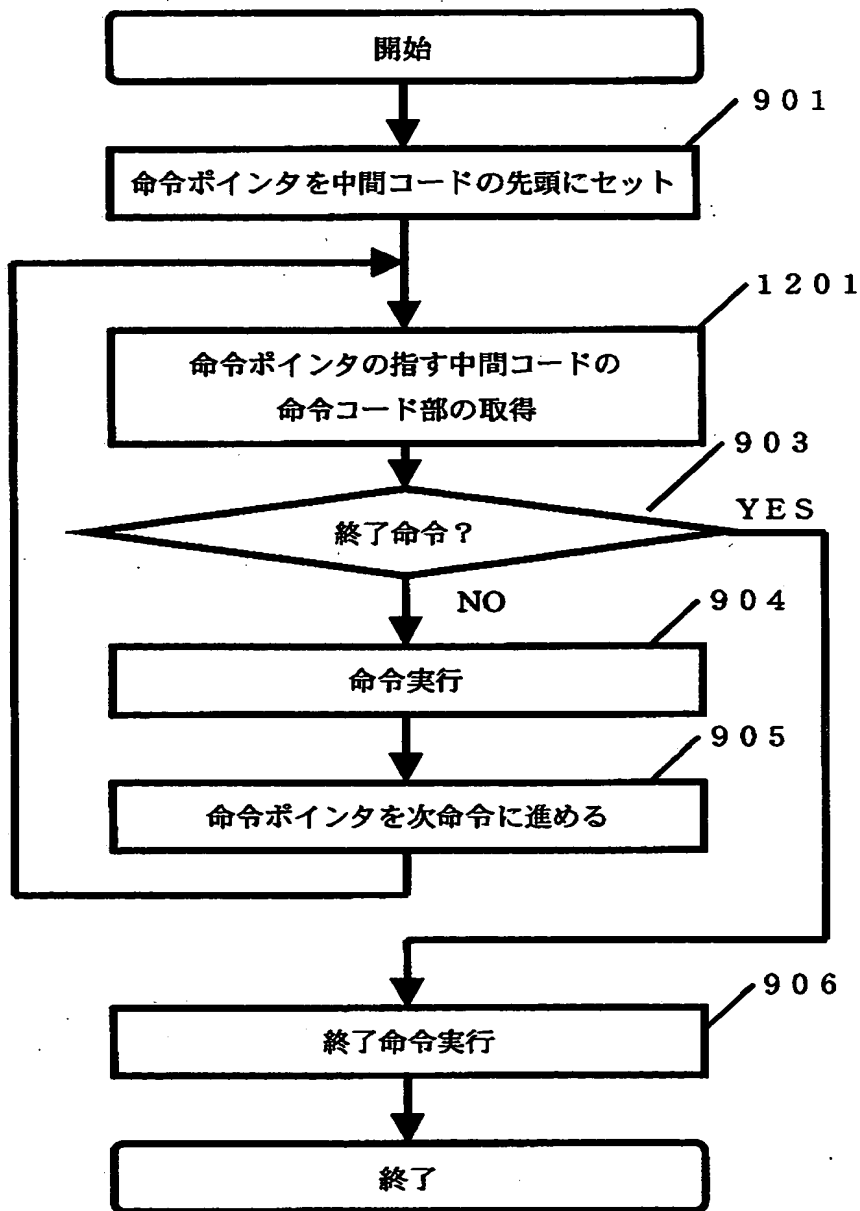 開始
901
命令ポインタを中間コードの先頭にセット
1201
命令ポインタの指す中間コードの
命令コード部の取得
903
終了命令？
YES
NO
904
命令実行
905
命令ポインタを次命令に進める
906
終了命令実行
終了